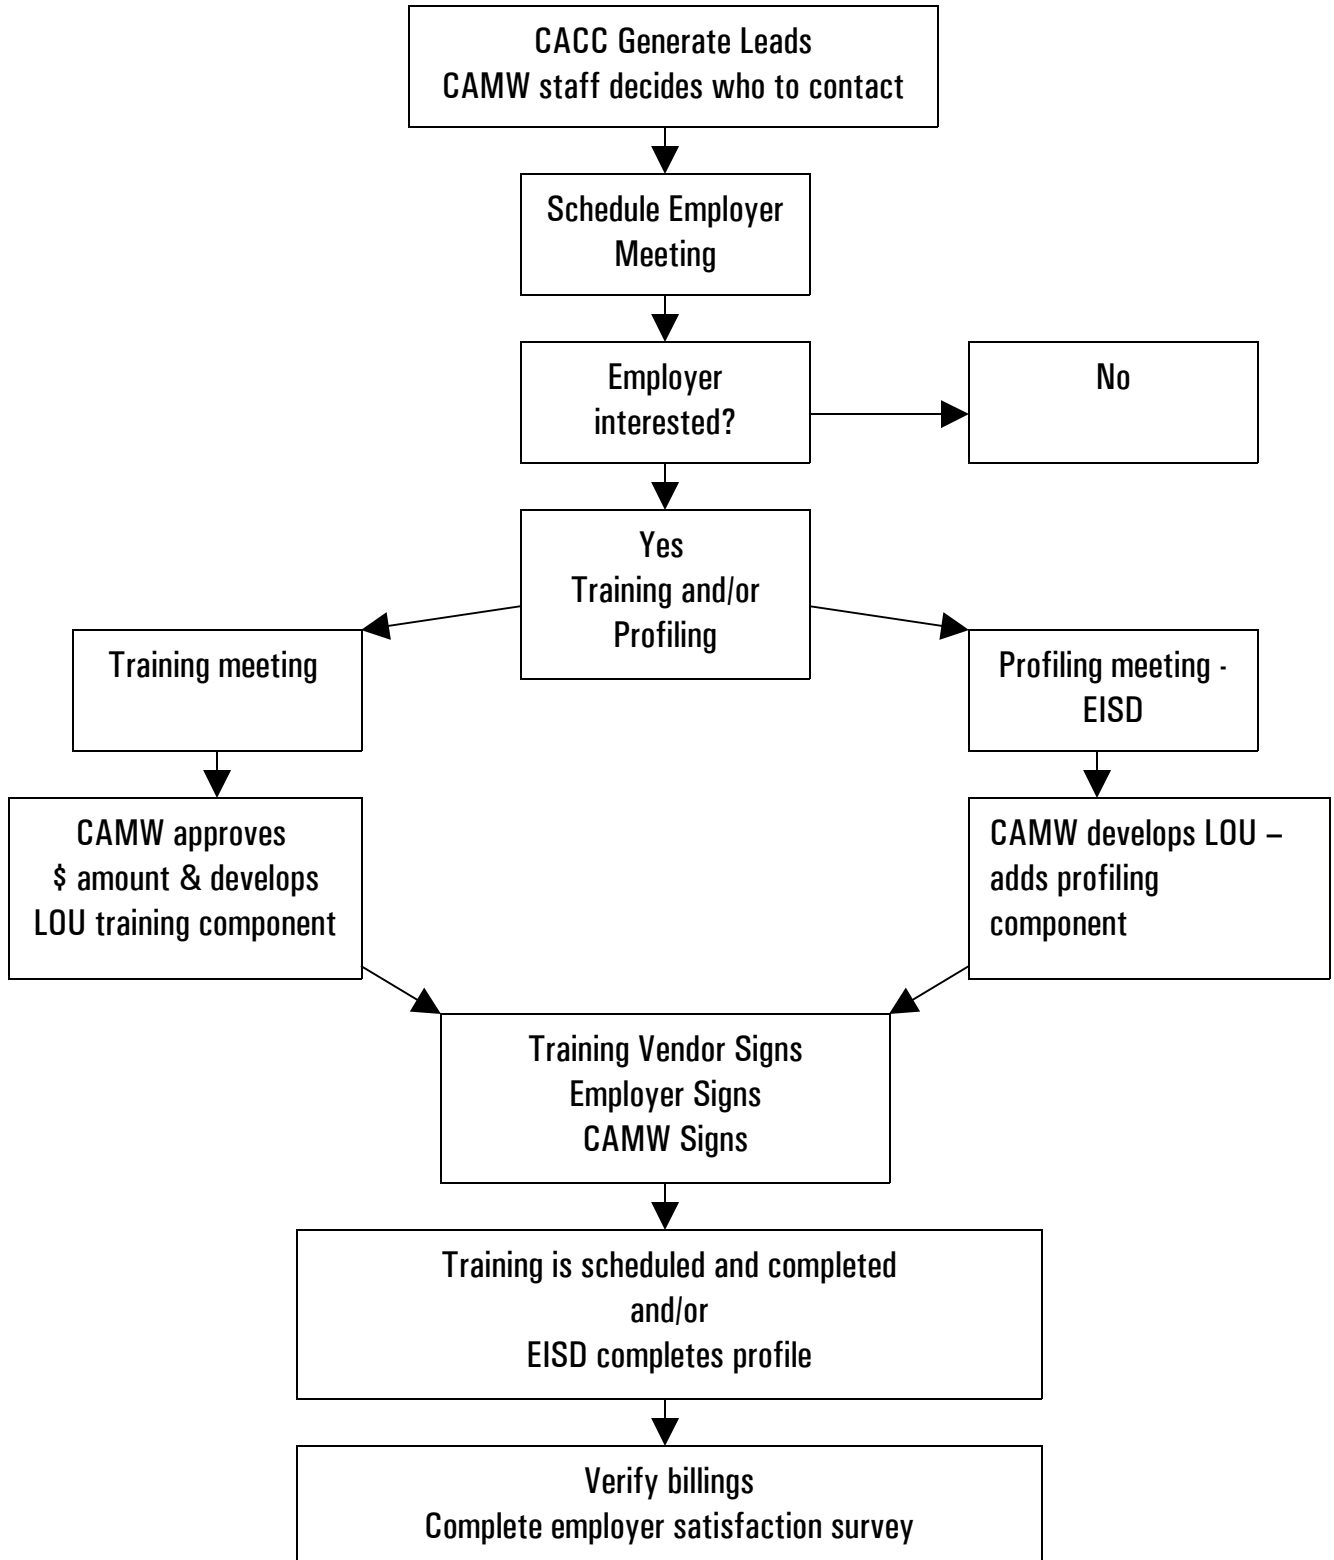 CACC Generate Leads
CAMW staff decides who to contact
Schedule Employer
Meeting
Employer
interested?
No
Yes
Training and/or
Profiling
Training meeting
Profiling meeting -
EISD
CAMW approves
$ amount & develops
LOU training component
CAMW develops LOU –
adds profiling
component
Training Vendor Signs
Employer Signs
CAMW Signs
Training is scheduled and completed
and/or
EISD completes profile
Verify billings
Complete employer satisfaction survey